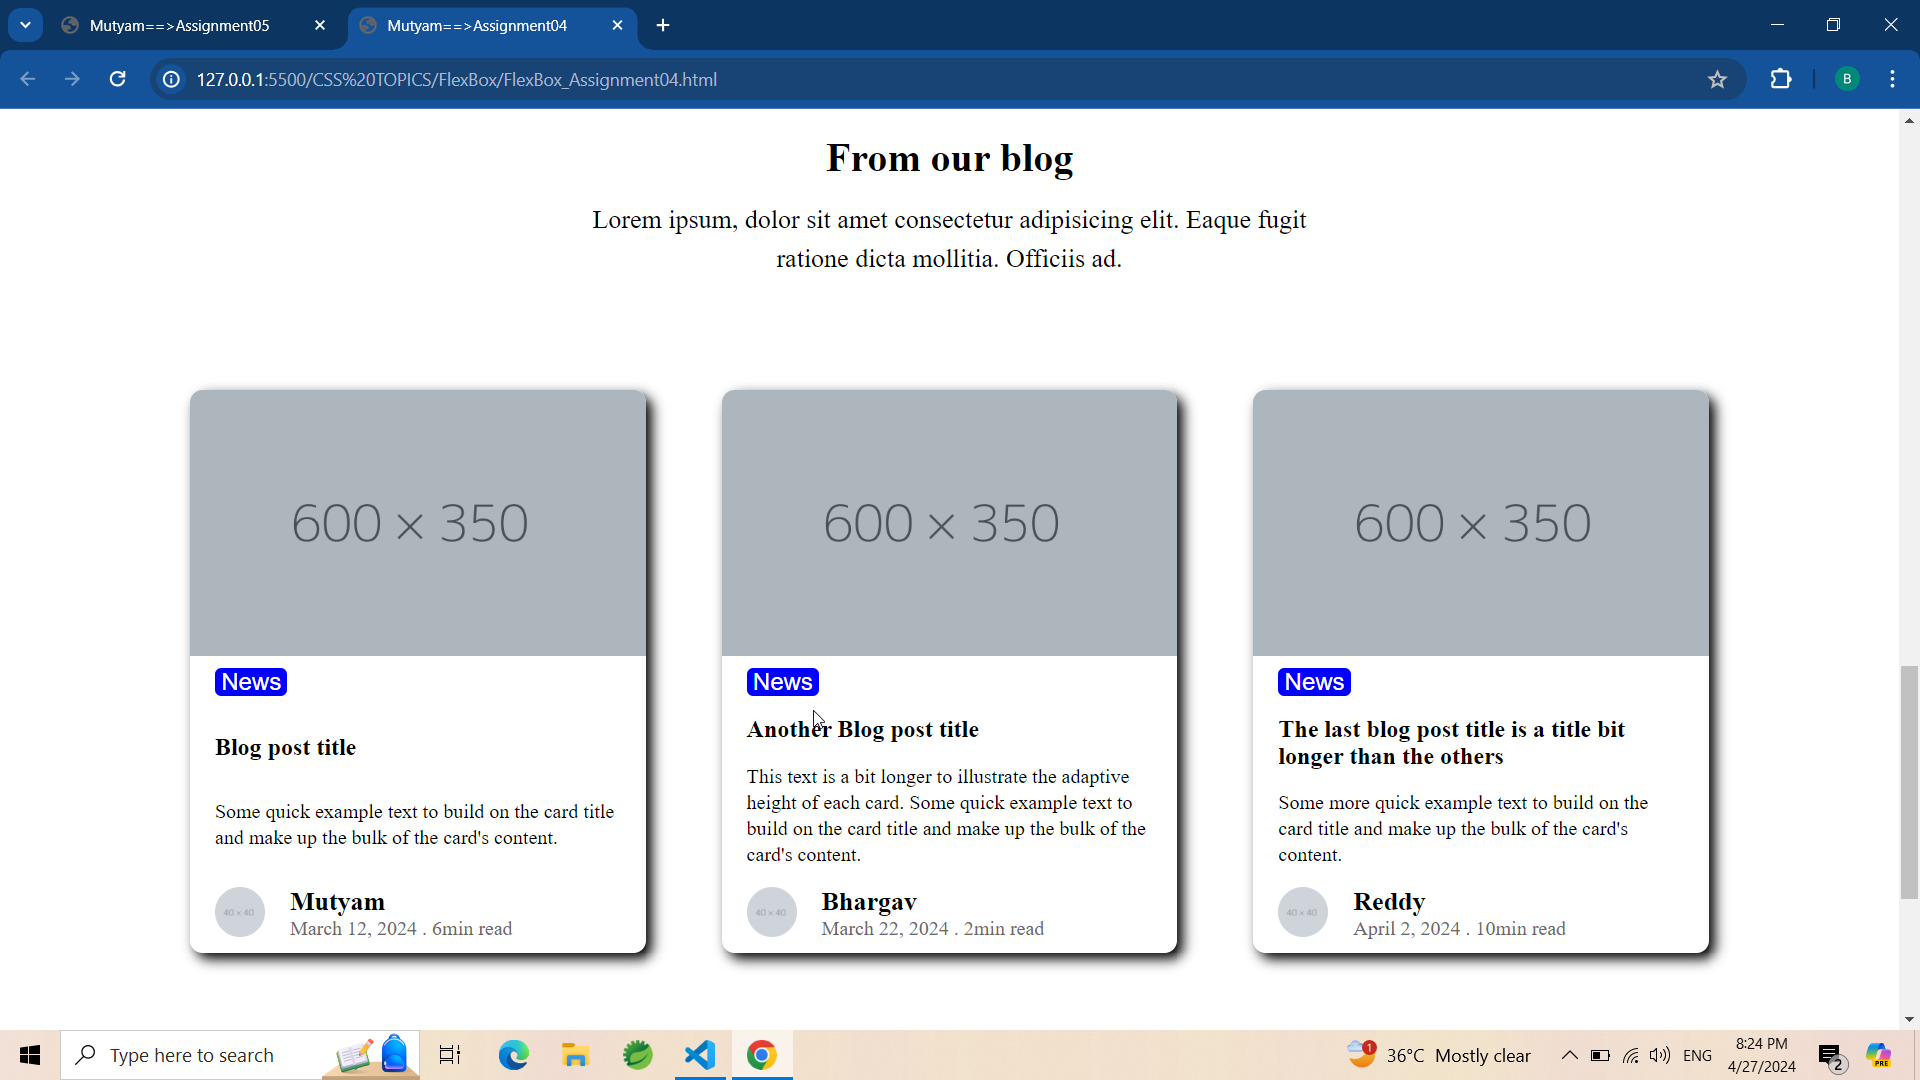 Mutyam==>Assignment05
Mutyam==>Assignment04
127.0.0.1:5500/CSS%20TOPICS/FlexBox/FlexBox_Assignment04.html
B
From our blog
Lorem ipsum, dolor sit amet consectetur adipisicing elit. Eaque fugit
ratione dicta mollitia. Officiis ad.
600 × 350
News
Blog post title
Some quick example text to build on the card title
and make up the bulk of the card's content.
40 × 40
Mutyam
March 12, 2024 . 6min read
600 × 350
News
Another Blog post title
This text is a bit longer to illustrate the adaptive
height of each card. Some quick example text to
build on the card title and make up the bulk of the
card's content.
40 × 40
Bhargav
March 22, 2024 . 2min read
600 × 350
News
The last blog post title is a title bit
longer than the others
Some more quick example text to build on the
card title and make up the bulk of the card's
content.
40 × 40
Reddy
April 2, 2024 . 10min read
Type here to search
1
36°C Mostly clear
ENG
8:24 PM
4/27/2024
2
PRE